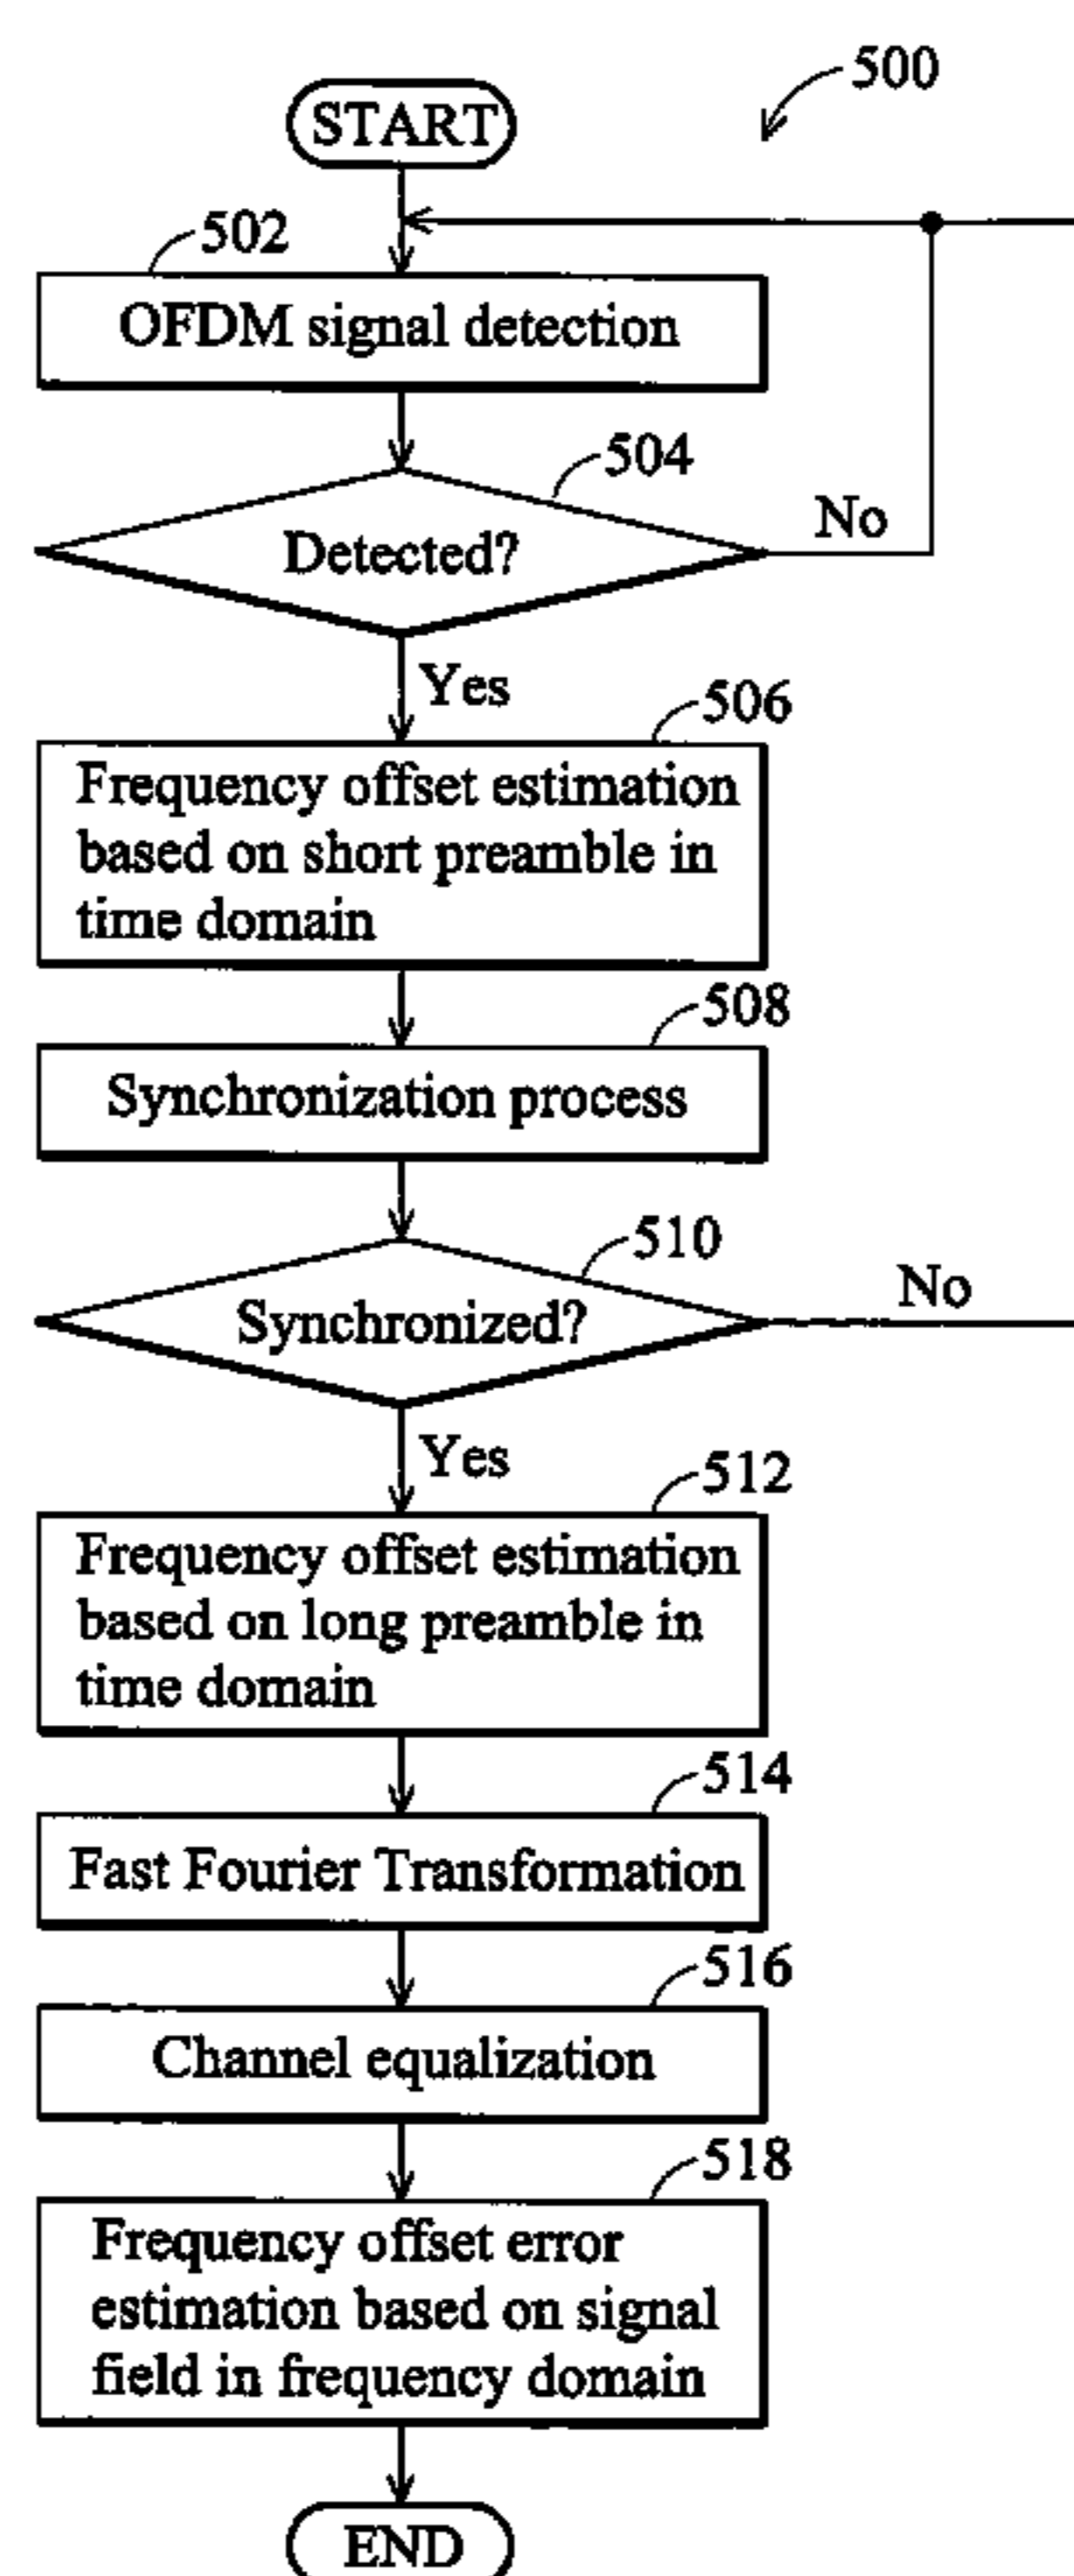 500
START
502
OFDM signal detection
504
Detected?
No
Yes
506
Frequency offset estimation
based on short preamble in
time domain
508
Synchronization process
510
Synchronized?
No
Yes
512
Frequency offset estimation
based on long preamble in
time domain
514
Fast Fourier Transformation
516
Channel equalization
518
Frequency offset error
estimation based on signal
field in frequency domain
END